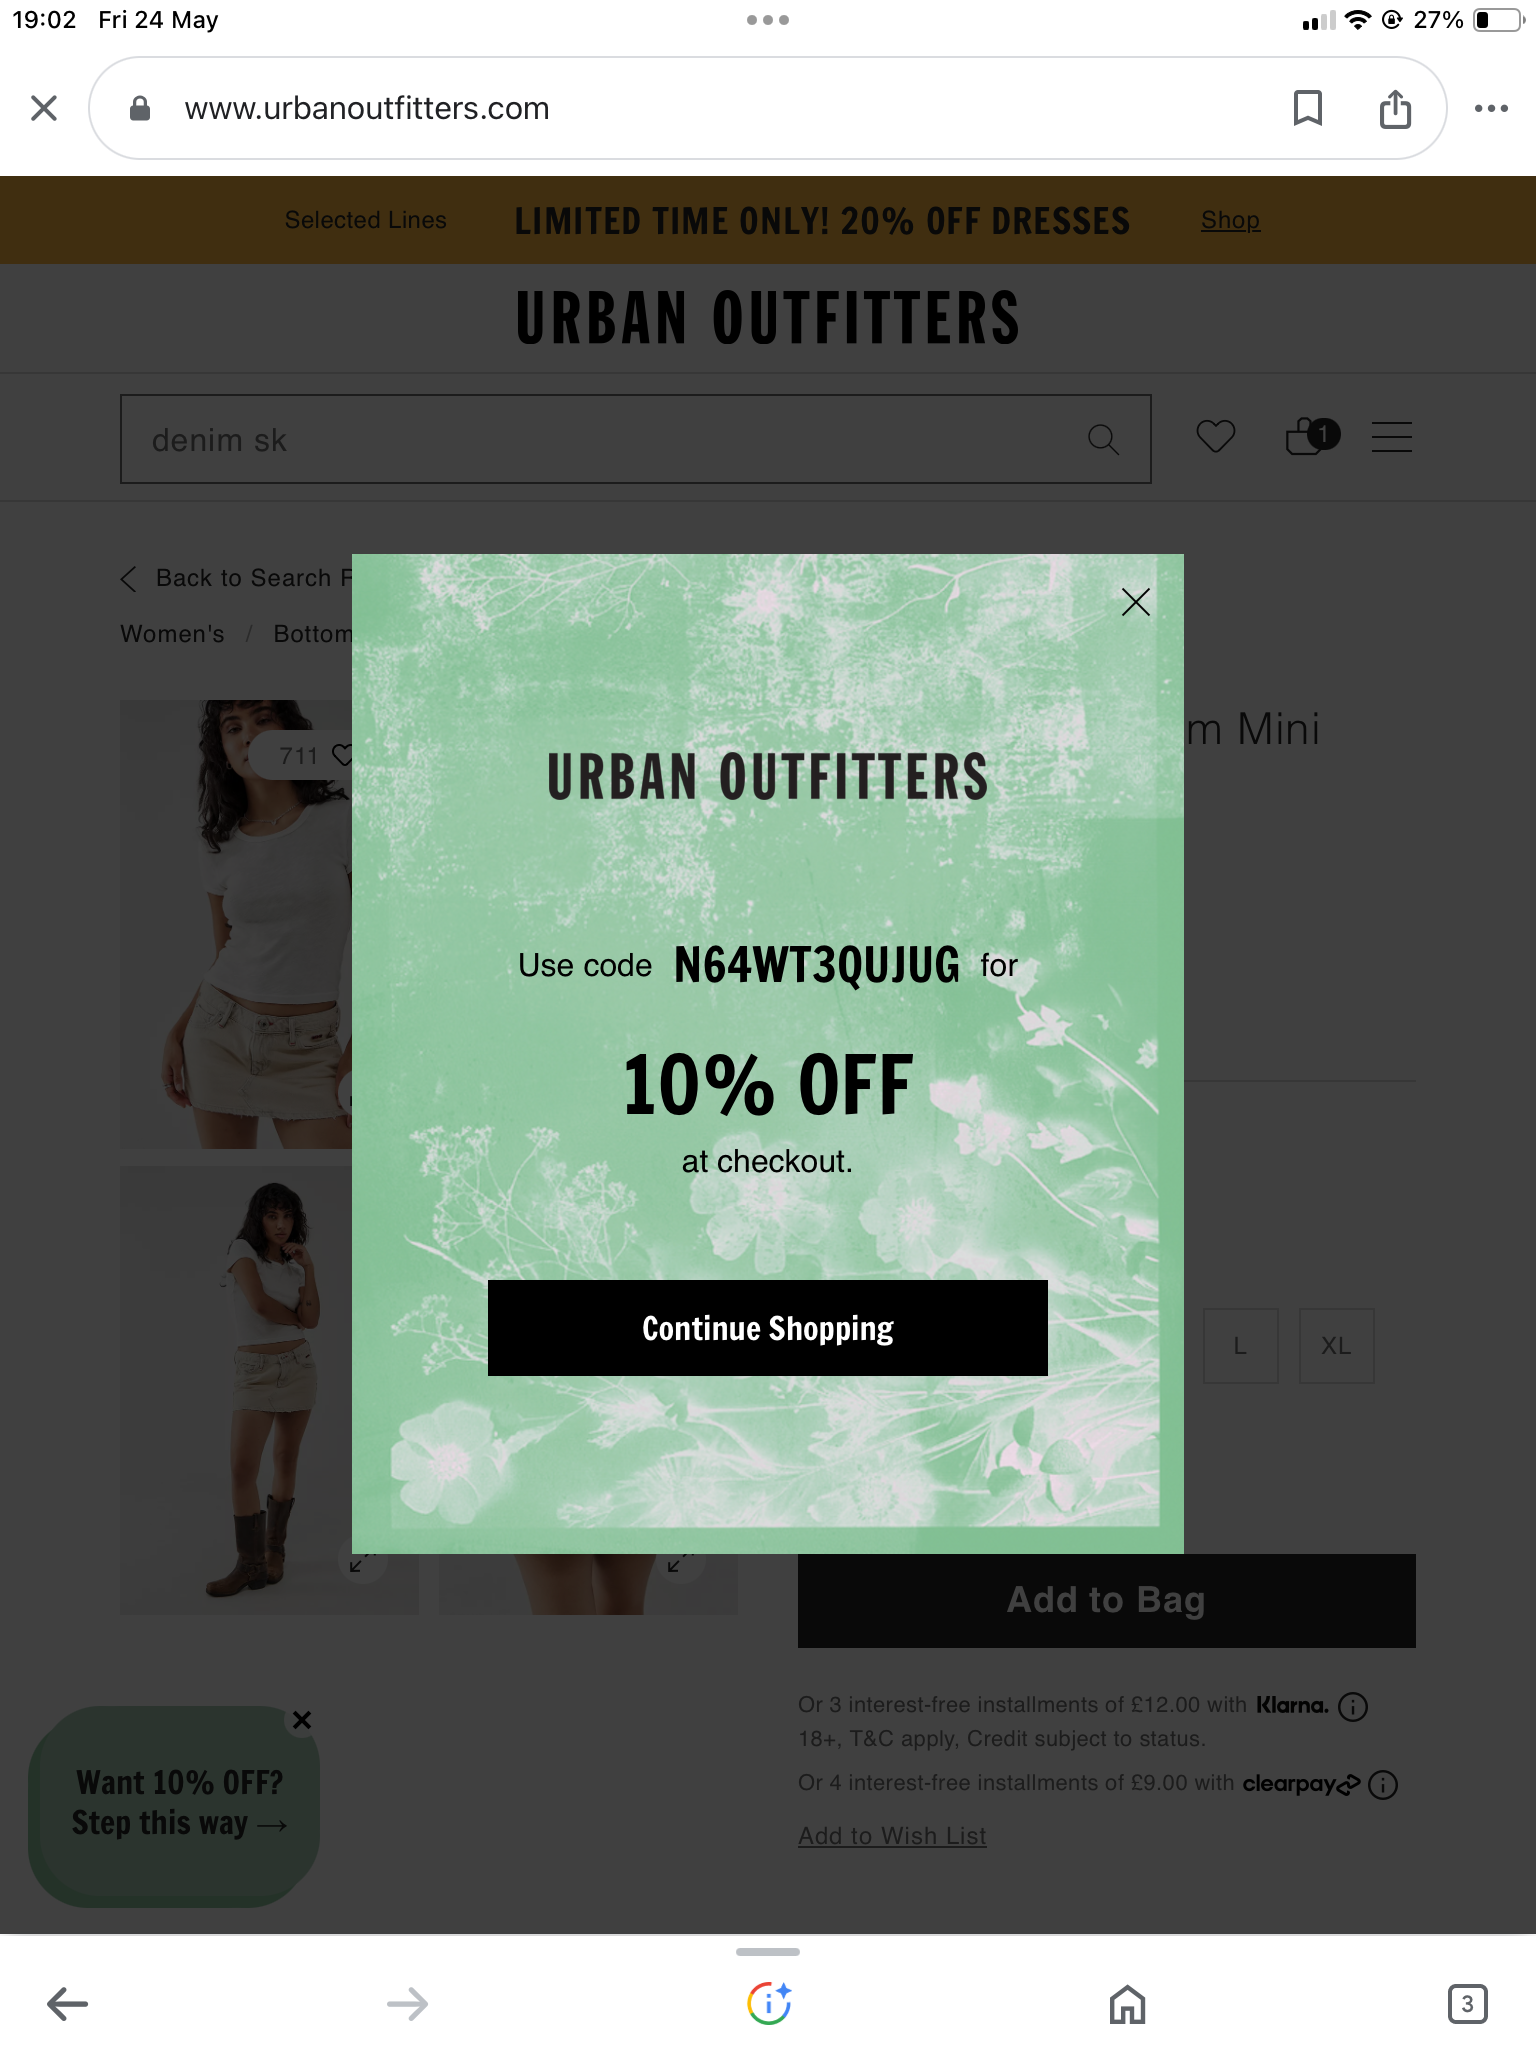 19:02 Fri 24 May
27%
www.urbanoutfitters.com
Selected Lines LIMITED TIME ONLY! 20% OFF DRESSES Shop
URBAN OUTFITTERS
denim sk
1
Back to Search
Women's / Bottom
m Mini
711
URBAN OUTFITTERS
Use code N64WT3QUJUG for
10% OFF
at checkout.
Continue Shopping
L XL
Add to Bag
Or 3 interest-free installments of £12.00 with Klarna.
18+, T&C apply, Credit subject to status.
Or 4 interest-free installments of £9.00 with clearpay
Add to Wish List
Want 10% OFF?
Step this way →
3